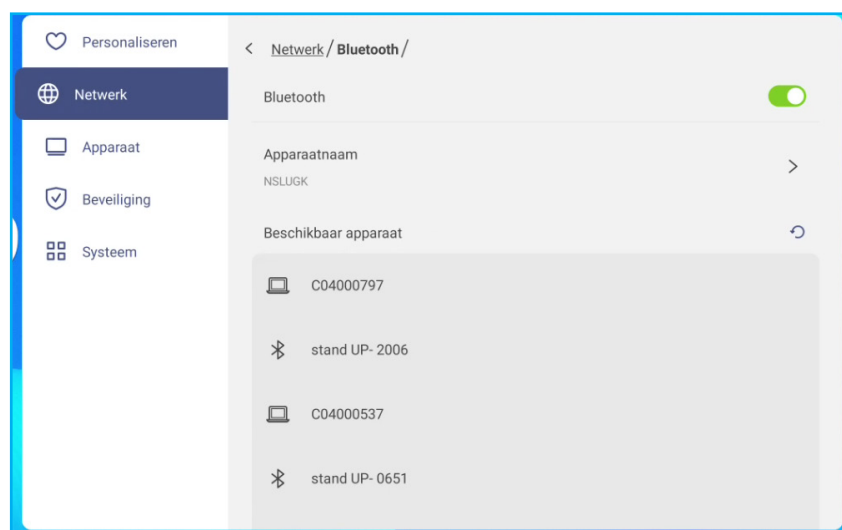 Personaliseren
Netwerk
Apparaat
Beveiliging
Systeem
Netwerk/Bluetooth/
Bluetooth
Apparaatnaam
NSLUGK
Beschikbaar apparaat
C04000797
stand UP- 2006
C04000537
stand UP- 0651